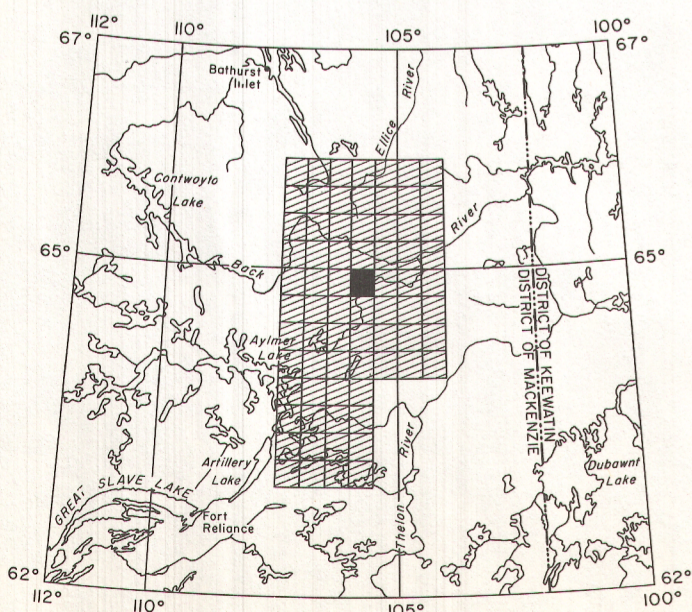 112°
110°
105°
100°
67°
67°
Bathurst
Inlet
Ellice River
Contwoyto
Lake
River
65°
65°
Back
DISTRICT OF KEEWATIN
DISTRICT OF MACKENZIE
Aylmer
Lake
Artillery
Lake
River
Dubawnt
Lake
GREAT SLAVE LAKE
Fort
Reliance
Thelon
62°
62°
112°
110°
105°
100°